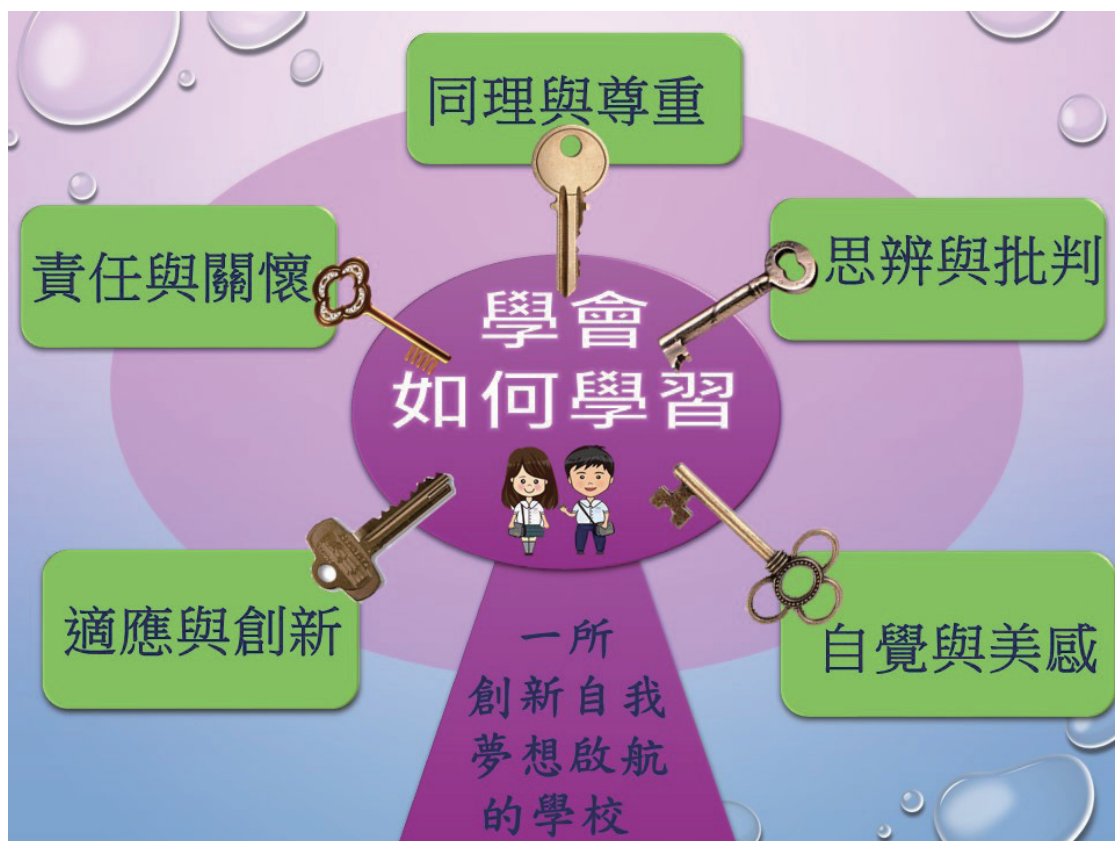 同理與尊重
責任與關懷
思辨與批判
學會
如何學習
適應與創新
自覺與美感
一所
創新自我
夢想啟航
的學校